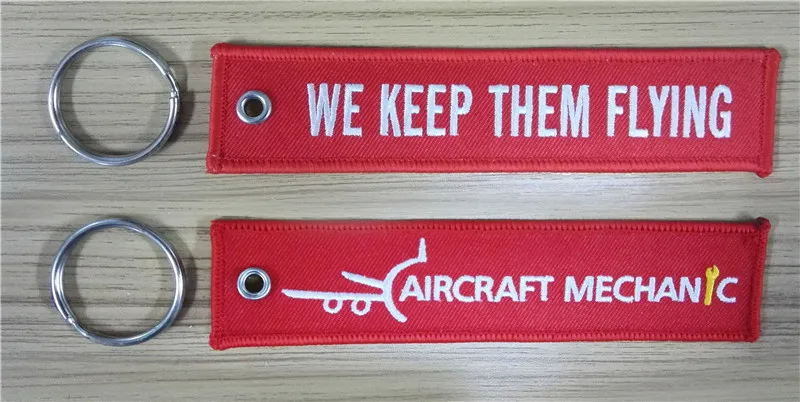 WE KEEP THEM FLYING
AIRCRAFT MECHANIC